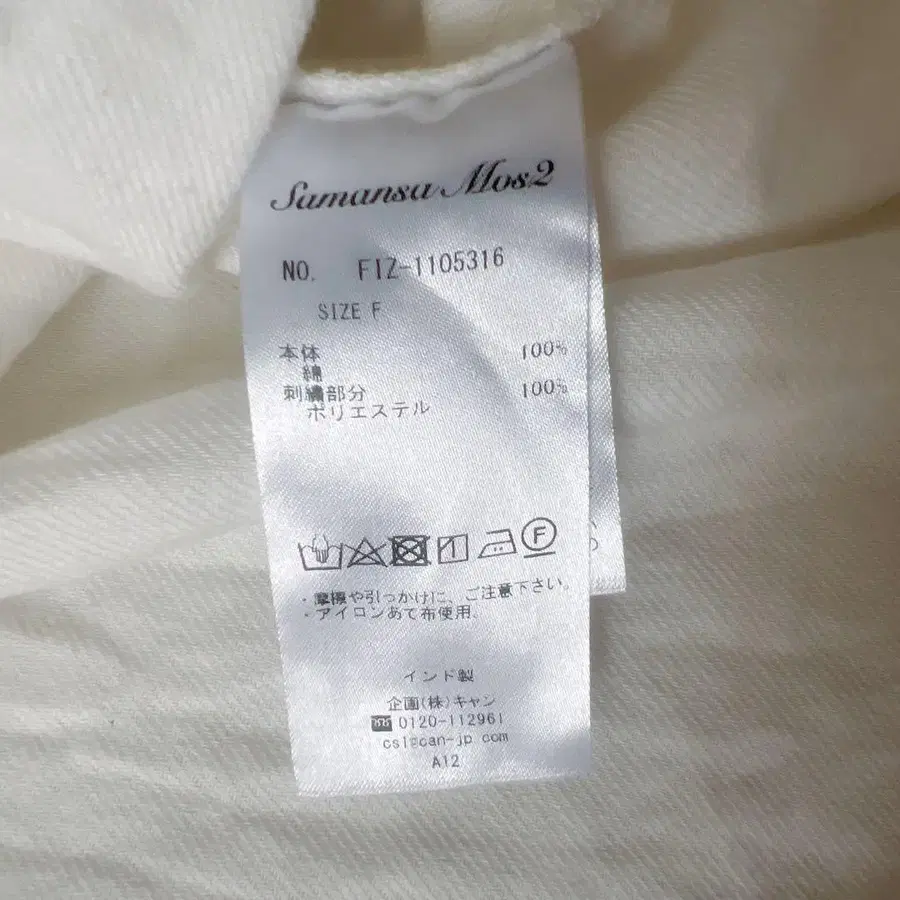 Samansa Mos2
NO. FIZ-1105316
SIZE F
本体 100%
綿
刺繍部分 100%
ポリエステル
F
・摩擦や引っかけに、ご注意下さい。
・アイロンあて布使用。
インド製
企画(株)キャン
0120-112961
cs1@can-jp.com
A12